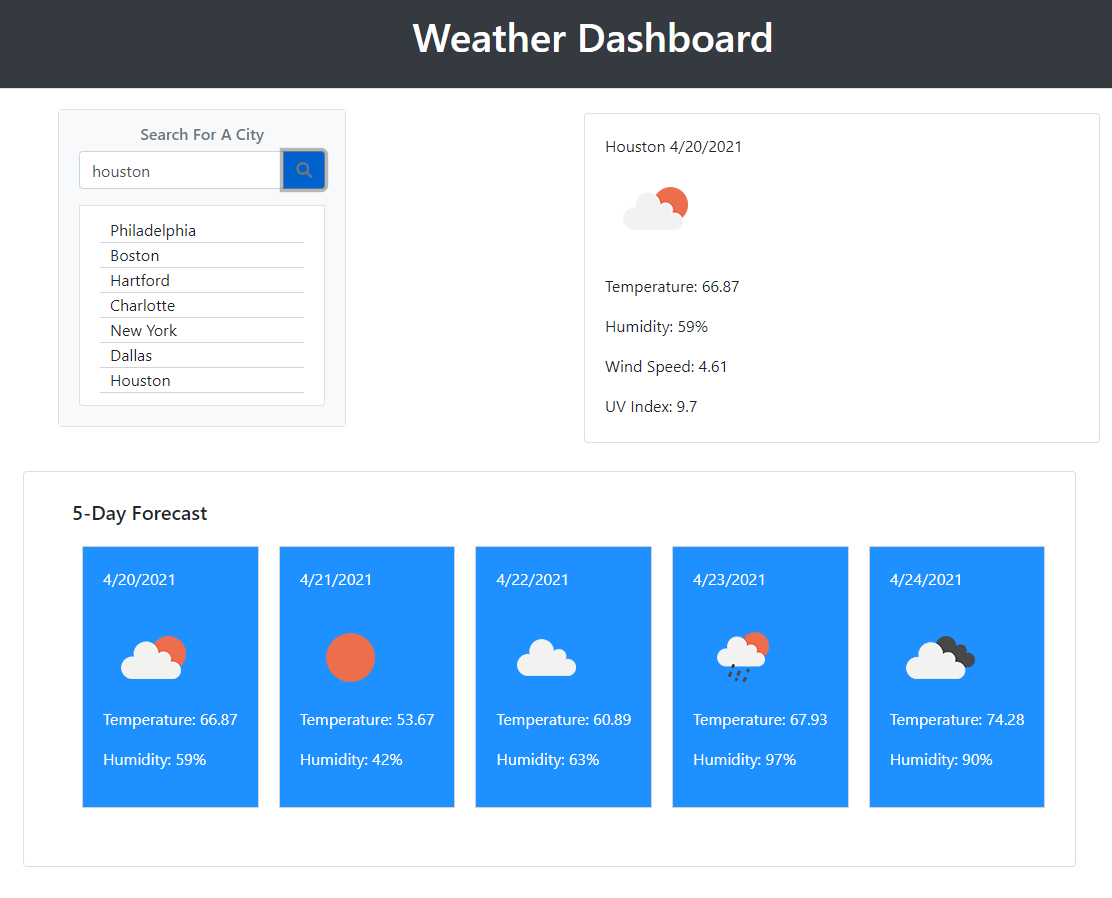 Weather Dashboard
Search For A City
houston
Philadelphia
Boston
Hartford
Charlotte
New York
Dallas
Houston
Houston 4/20/2021
Temperature: 66.87
Humidity: 59%
Wind Speed: 4.61
UV Index: 9.7
5-Day Forecast
4/20/2021
Temperature: 66.87
Humidity: 59%
4/21/2021
Temperature: 53.67
Humidity: 42%
4/22/2021
Temperature: 60.89
Humidity: 63%
4/23/2021
Temperature: 67.93
Humidity: 97%
4/24/2021
Temperature: 74.28
Humidity: 90%